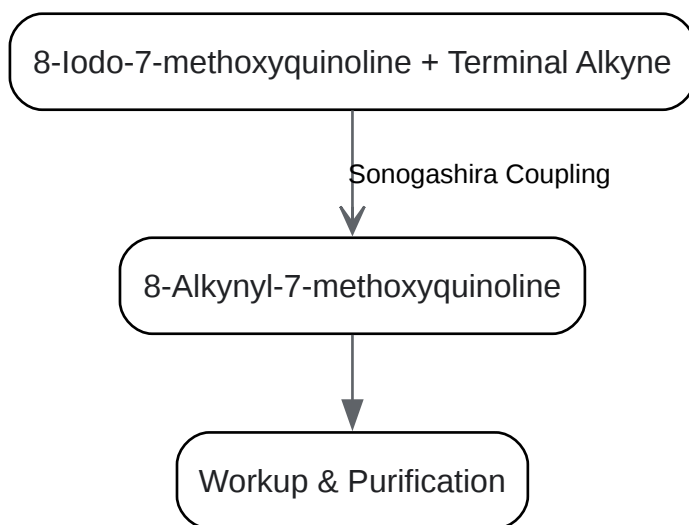 8-Iodo-7-methoxyquinoline + Terminal Alkyne
Sonogashira Coupling
8-Alkynyl-7-methoxyquinoline
Workup & Purification